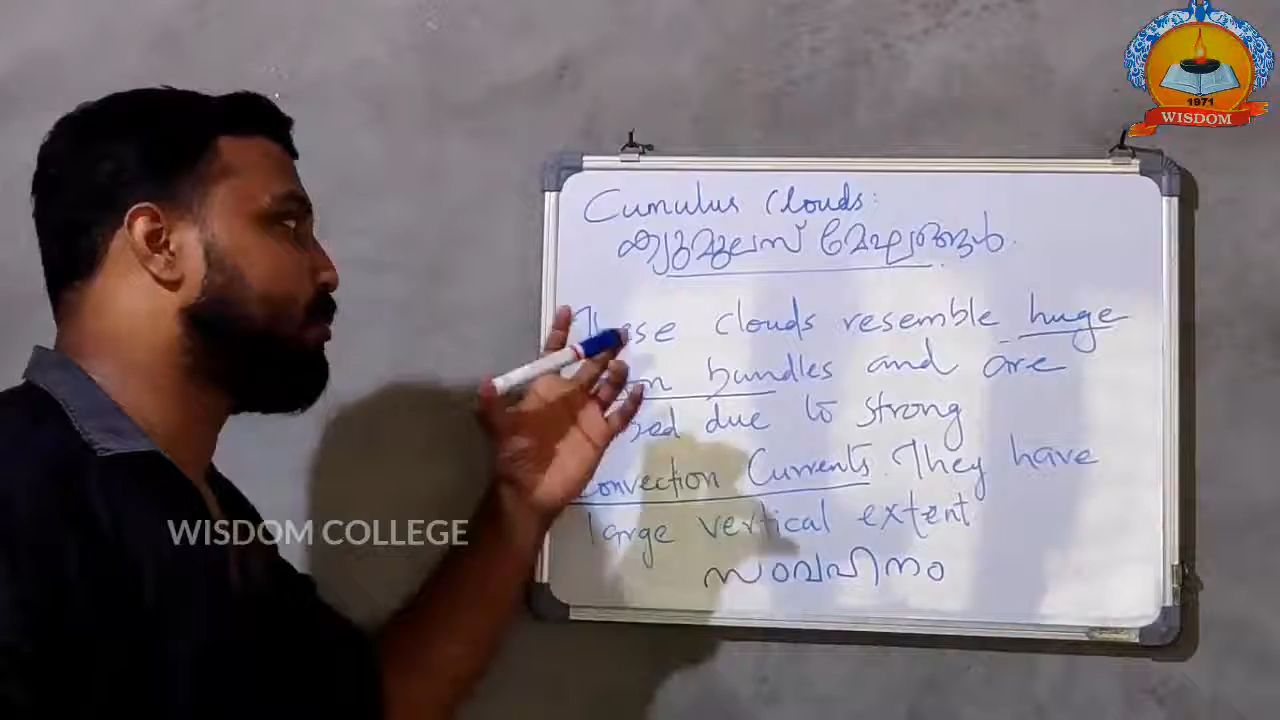 1971
WISDOM
Cumulus Clouds:
ക്യുമുലസ് മേഘങ്ങൾ.
These clouds resemble huge
bundles and are
due to strong
Convection Currents. They have
large vertical extent
സംവഹനം
WISDOM COLLEGE